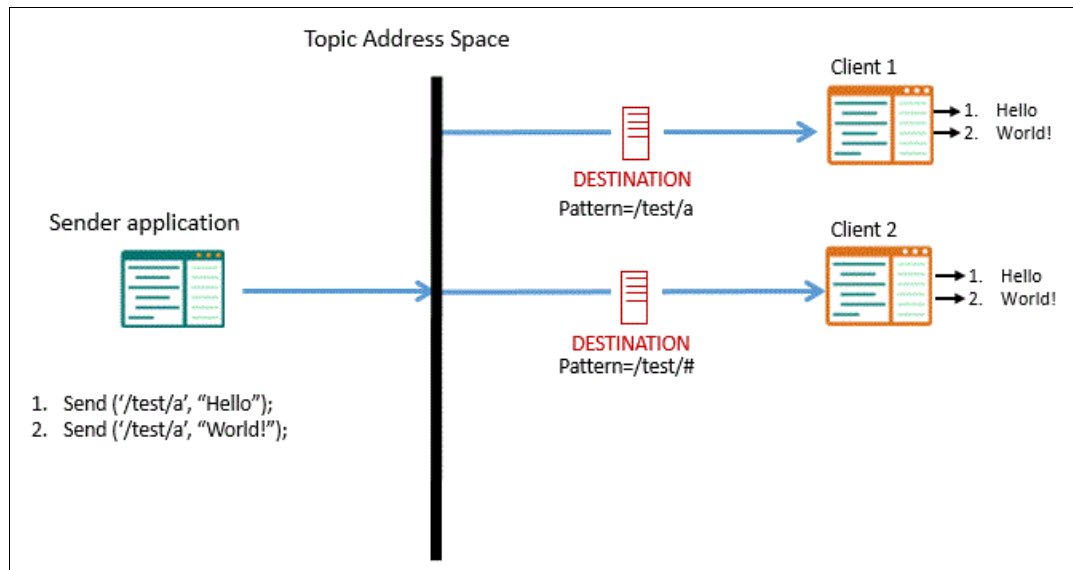 Topic Address Space
Client 1
1. Hello
2. World!
DESTINATION
Pattern=/test/a
Sender application
Client 2
1. Hello
2. World!
DESTINATION
Pattern=/test/#
1. Send (‘/test/a’, “Hello”);
2. Send (‘/test/a’, “World!”);